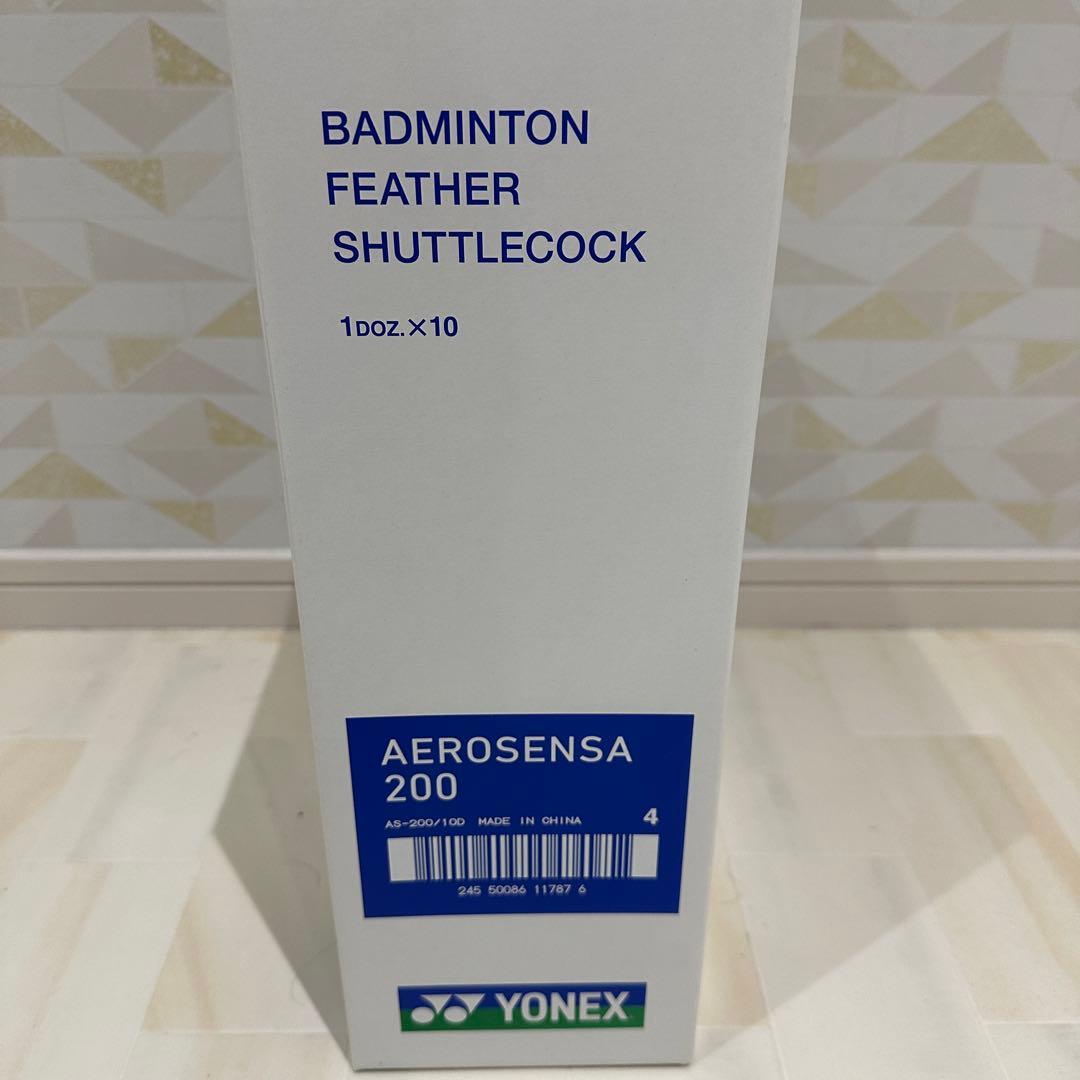 BADMINTON
FEATHER
SHUTTLECOCK
1DOZ.×10
AEROSENSA
200
AS-200/10D MADE IN CHINA 4
245 50086 11787 6
YONEX